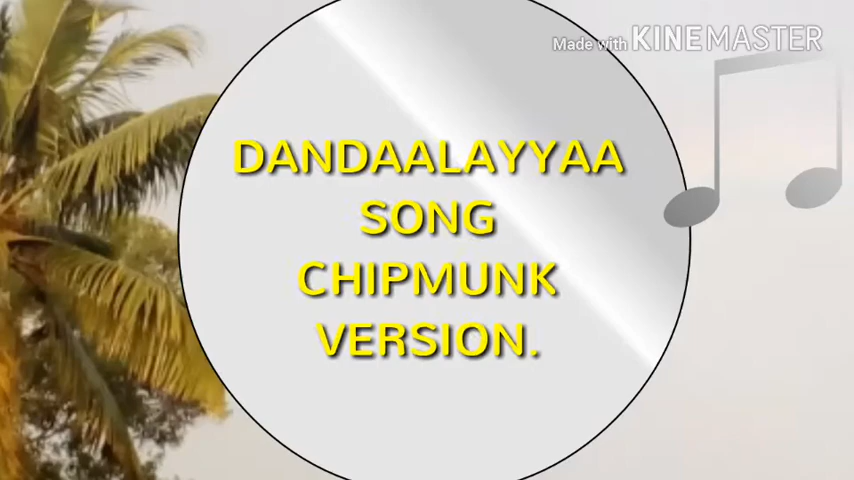 Made with KINEMASTER
DANDAALAYYAA
SONG
CHIPMUNK
VERSION.